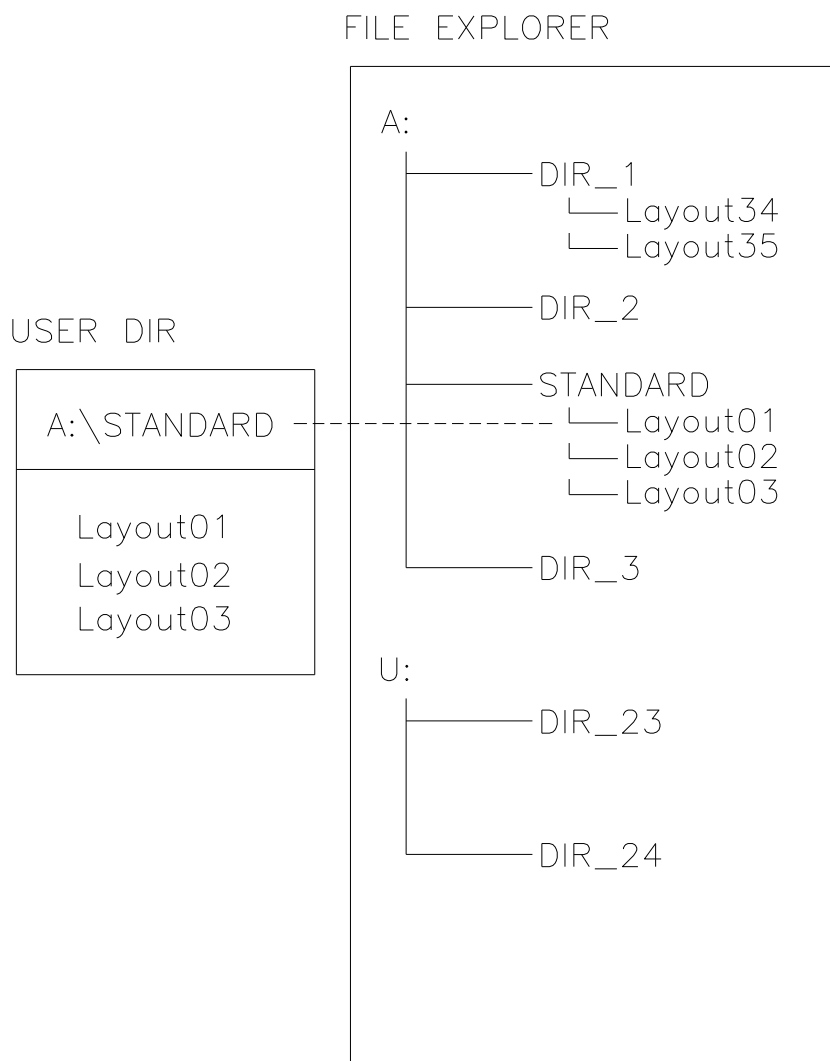 FILE EXPLORER
A:
DIR_1
Layout34
Layout35
DIR_2
STANDARD
Layout01
Layout02
Layout03
DIR_3
U:
DIR_23
DIR_24
USER DIR
A:\STANDARD
Layout01
Layout02
Layout03